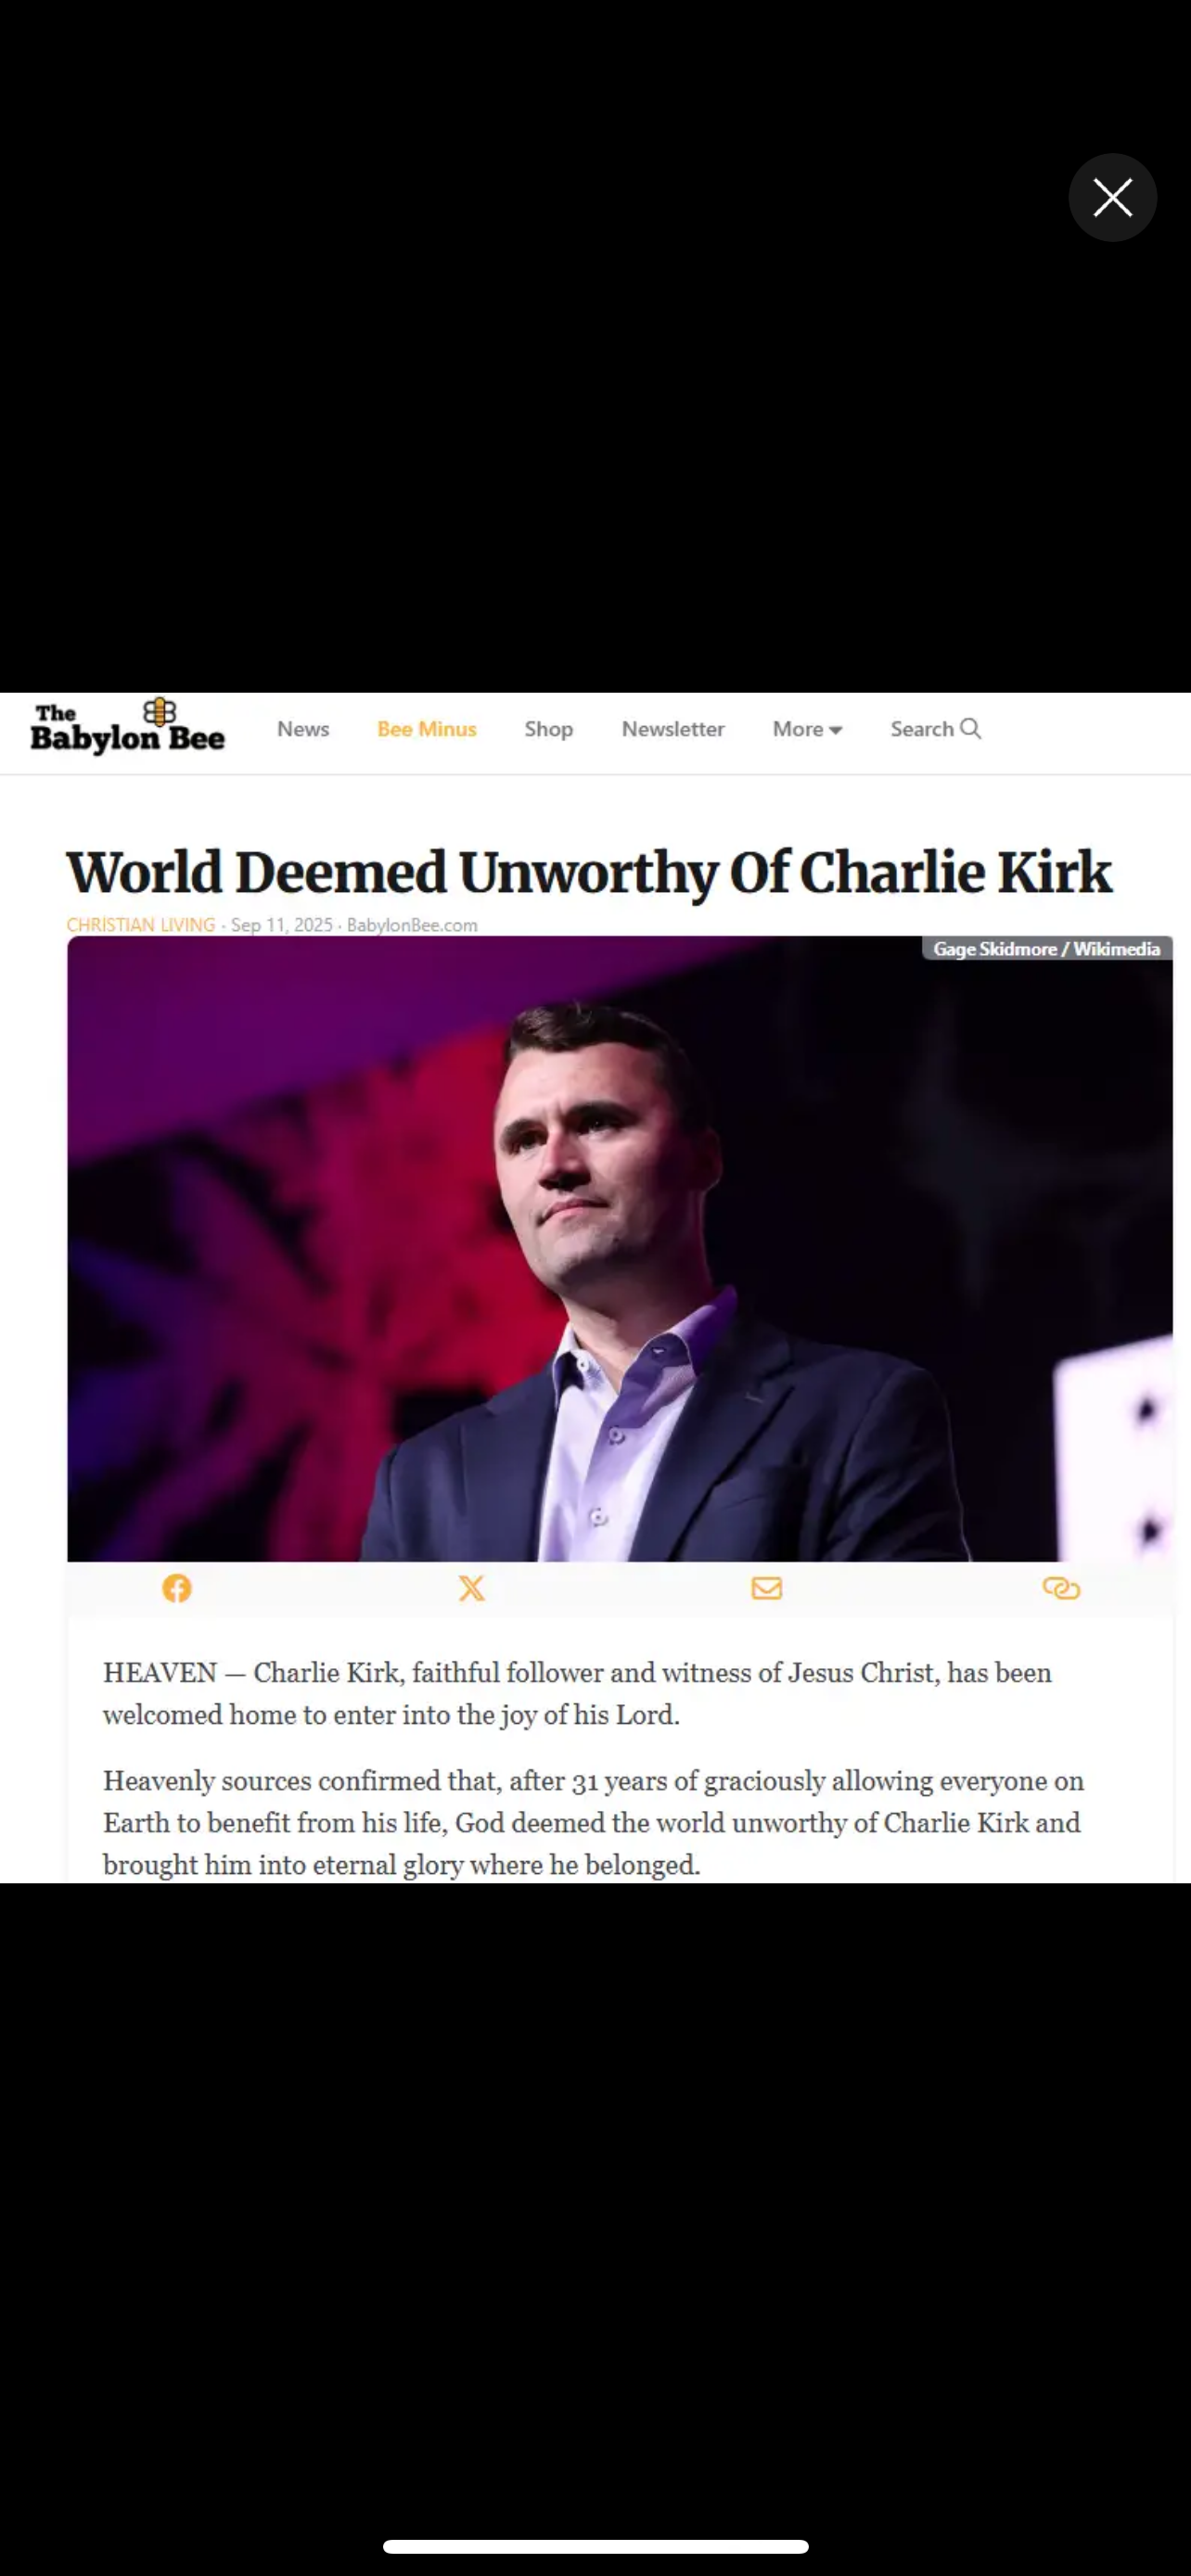 The
Babylon Bee
News Bee Minus Shop Newsletter More Search
World Deemed Unworthy Of Charlie Kirk
CHRISTIAN LIVING · Sep 11, 2025 · BabylonBee.com
Gage Skidmore / Wikimedia
HEAVEN — Charlie Kirk, faithful follower and witness of Jesus Christ, has been
welcomed home to enter into the joy of his Lord.
Heavenly sources confirmed that, after 31 years of graciously allowing everyone on
Earth to benefit from his life, God deemed the world unworthy of Charlie Kirk and
brought him into eternal glory where he belonged.